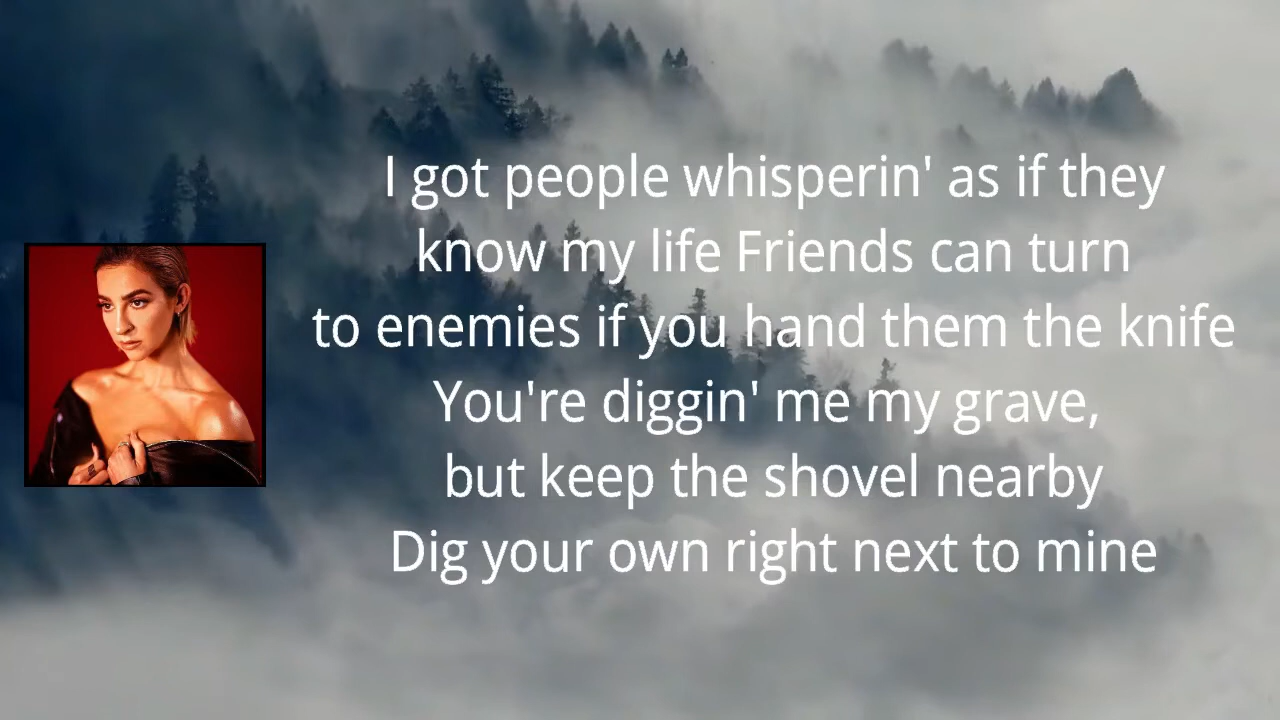 I got people whisperin' as if they
know my life Friends can turn
to enemies if you hand them the knife
You're diggin' me my grave,
but keep the shovel nearby
Dig your own right next to mine